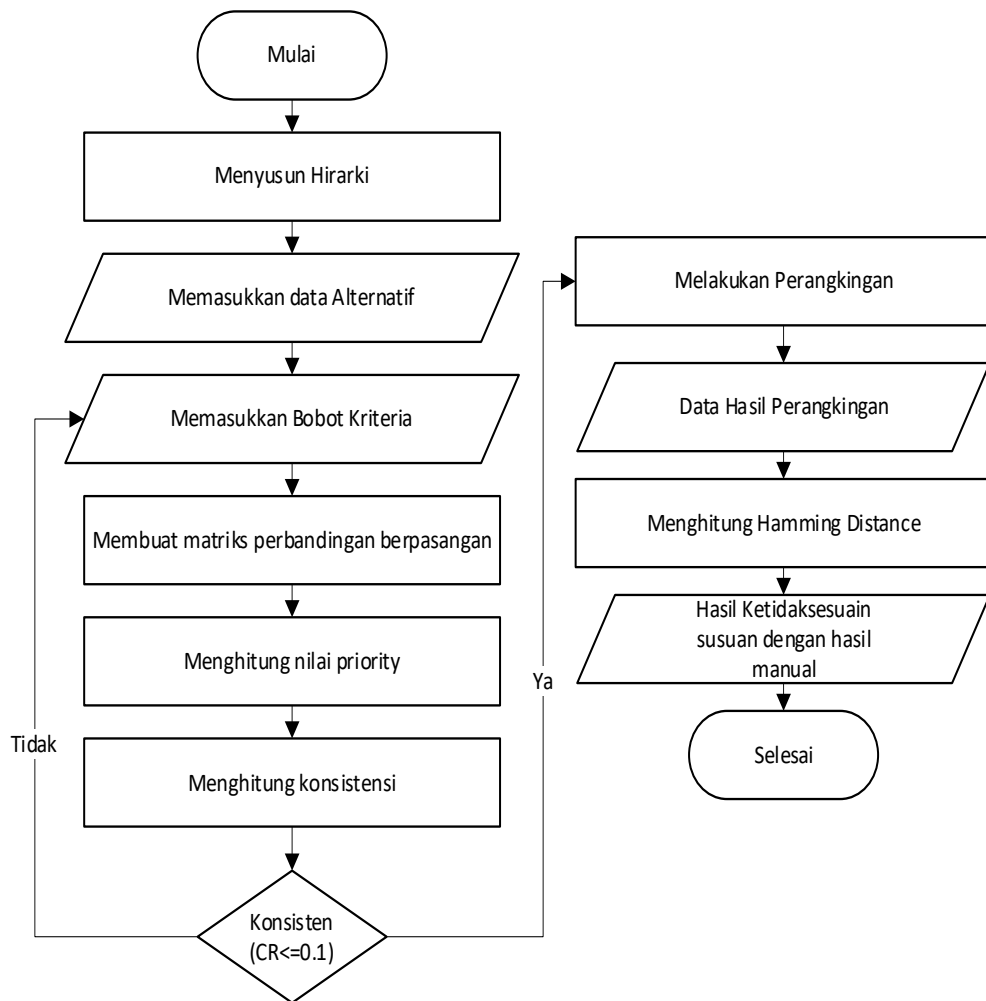 Mulai
Menyusun Hirarki
Memasukkan data Alternatif
Memasukkan Bobot Kriteria
Membuat matriks perbandingan berpasangan
Menghitung nilai priority
Menghitung konsistensi
Konsisten
(CR<=0.1)
Tidak
Ya
Melakukan Perangkingan
Data Hasil Perangkingan
Menghitung Hamming Distance
Hasil Ketidaksesuain
susuan dengan hasil
manual
Selesai